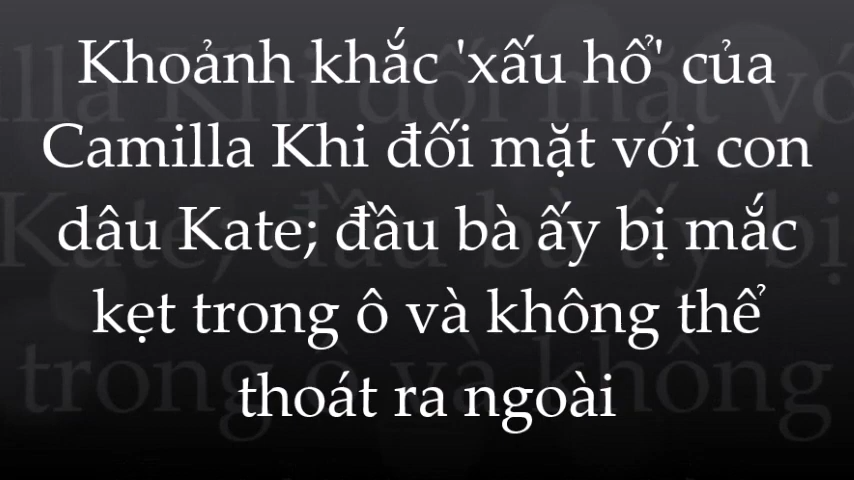 Khoảnh khắc 'xấu hổ' của
Camilla Khi đối mặt với con
dâu Kate; đầu bà ấy bị mắc
kẹt trong ô và không thể
thoát ra ngoài